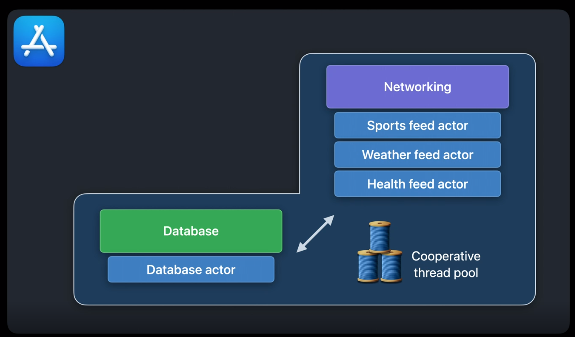 Networking
Sports feed actor
Weather feed actor
Health feed actor
Database
Database actor
Cooperative
thread pool